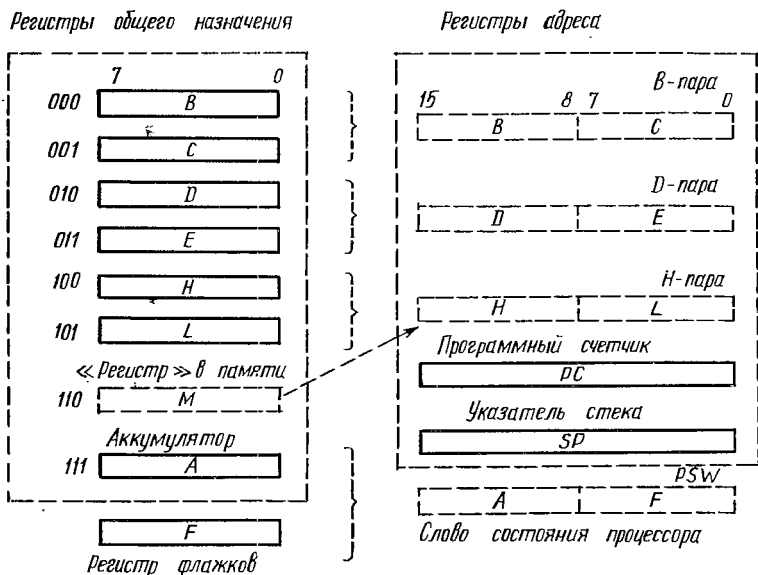 Регистры общего назначения
7 0
000 B
001 C
010 D
011 E
100 H
101 L
«Регистр» в памяти
110 M
Аккумулятор
111 A
F
Регистр флажков
Регистры адреса
B-пара
15 8 7 0
B C
D-пара
D E
H-пара
H L
Программный счетчик
PC
Указатель стека
SP
PSW
A F
Слово состояния процессора